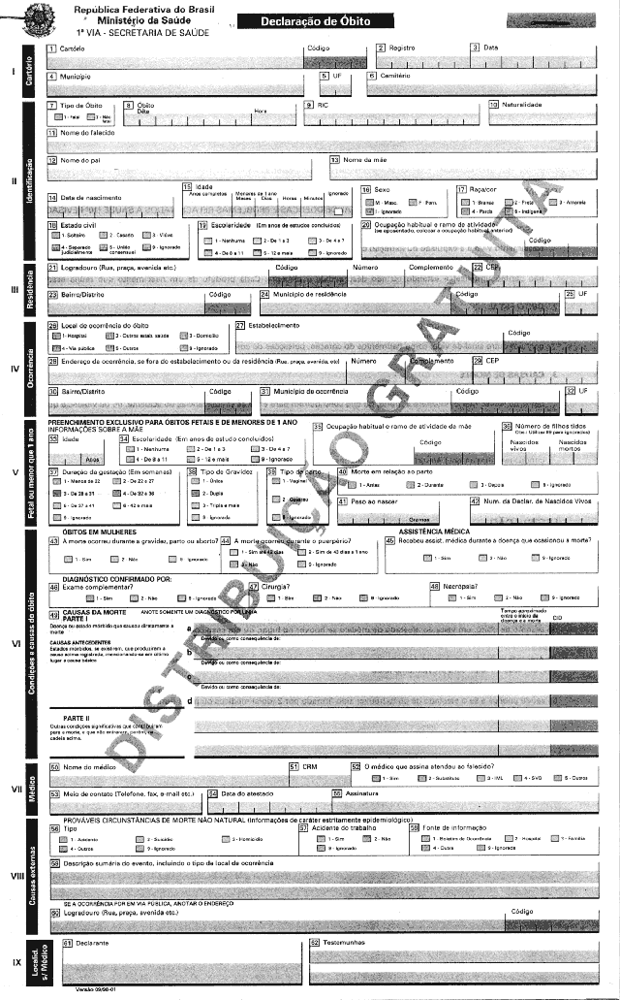 República Federativa do Brasil
Ministério da Saúde
1ª VIA - SECRETARIA DE SAÚDE
Declaração de Óbito
I
Cartório
1 Cartório Código 2 Registro 3 Data
4 Município 5 UF 6 Cemitério
II
Identificação
7 Tipo de Óbito 8 Óbito 9 RIC 10 Naturalidade
1 - Fetal 2 - Não fetal Data Hora
11 Nome do falecido
12 Nome do pai 13 Nome da mãe
14 Data de nascimento 15 Idade 16 Sexo 17 Raça/cor
Anos completos Menores de 1 ano Meses Dias Horas Minutos Ignorado
M - Masc. F - Fem. I - Ignorado
1 - Branca 2 - Preta 3 - Amarela
4 - Parda 5 - Indígena
18 Estado civil 19 Escolaridade (Em anos de estudos concluídos) 20 Ocupação habitual e ramo de atividade
(se aposentado, colocar a ocupação habitual anterior)
1 - Solteiro 2 - Casado 3 - Viúvo 1 - Nenhuma 2 - De 1 a 3 3 - De 4 a 7 Código
4 - Separado judicialmente 5 - União consensual 9 - Ignorado 4 - De 8 a 11 5 - 12 e mais 9 - Ignorado
III
Residência
21 Logradouro (Rua, praça, avenida etc.) Código Número Complemento 22 CEP
23 Bairro/Distrito Código 24 Município de residência Código 25 UF
IV
Ocorrência
26 Local de ocorrência do óbito 27 Estabelecimento
1 - Hospital 2 - Outros estab. saúde 3 - Domicílio Código
4 - Via pública 5 - Outros 9 - Ignorado
28 Endereço da ocorrência, se fora do estabelecimento ou da residência (Rua, praça, avenida, etc) Número Complemento 29 CEP
30 Bairro/Distrito Código 31 Município de ocorrência Código 32 UF
V
Fetal ou menor que 1 ano
PREENCHIMENTO EXCLUSIVO PARA ÓBITOS FETAIS E DE MENORES DE 1 ANO
INFORMAÇÕES SOBRE A MÃE
33 Idade 34 Escolaridade (Em anos de estudo concluídos) 35 Ocupação habitual e ramo de atividade da mãe 36 Número de filhos tidos
Anos 1 - Nenhuma 2 - De 1 a 3 3 - De 4 a 7 Código Nascidos vivos Nascidos mortos
4 - De 8 a 11 5 - 12 e mais 9 - Ignorado
37 Duração da gestação (Em semanas) 38 Tipo de Gravidez 39 Tipo de parto 40 Morte em relação ao parto
1 - Menos de 22 2 - De 22 a 27 1 - Única 1 - Vaginal 1 - Antes 2 - Durante 3 - Depois 9 - Ignorado
3 - De 28 a 31 4 - De 32 a 36 2 - Dupla 2 - Cesáreo 41 Peso ao nascer 42 Num. da Declar. de Nascidos Vivos
5 - De 37 a 41 6 - 42 e mais 3 - Tripla e mais
9 - Ignorado 9 - Ignorado 9 - Ignorado Gramas
VI
Condições e causas do óbito
ÓBITOS EM MULHERES ASSISTÊNCIA MÉDICA
43 A morte ocorreu durante a gravidez, parto ou aborto? 44 A morte ocorreu durante o puerpério? 45 Recebeu assist. médica durante a doença que ocasionou a morte?
1 - Sim 2 - Não 9 - Ignorado 1 - Sim até 42 dias 2 - Sim de 43 dias a 1 ano 1 - Sim 2 - Não 9 - Ignorado
3 - Não 9 - Ignorado
DIAGNÓSTICO CONFIRMADO POR:
46 Exame complementar? 47 Cirurgia? 48 Necrópsia?
1 - Sim 2 - Não 9 - Ignorado 1 - Sim 2 - Não 9 - Ignorado 1 - Sim 2 - Não 9 - Ignorado
49 CAUSAS DA MORTE ANOTE SOMENTE UM DIAGNÓSTICO POR LINHA Tempo aproximado entre o início da doença e a morte CID
PARTE I
Doença ou estado mórbido que causou diretamente a morte
a
Devido ou como consequência de:
CAUSAS ANTECEDENTES
Estados mórbidos, se existirem, que produziram a causa acima registrada, mencionando-se em último lugar a causa básica
b
Devido ou como consequência de:
c
Devido ou como consequência de:
d
PARTE II
Outras condições significativas que contribuíram para a morte, e que não entraram, porém, na cadeia acima.
VII
Médico
50 Nome do médico 51 CRM 52 O médico que assina atendeu ao falecido?
1 - Sim 2 - Substituto 3 - IML 4 - SVO 5 - Outros
53 Meio de contato (Telefone, fax, e-mail etc.) 54 Data do atestado 55 Assinatura
VIII
Causas externas
PROVÁVEIS CIRCUNSTÂNCIAS DE MORTE NÃO NATURAL (Informações de caráter estritamente epidemiológico)
56 Tipo 57 Acidente do trabalho 58 Fonte de informação
1 - Acidente 2 - Suicídio 3 - Homicídio 1 - Sim 2 - Não 1 - Boletim de Ocorrência 2 - Hospital 3 - Família
4 - Outros 9 - Ignorado 9 - Ignorado 4 - Outra 9 - Ignorado
59 Descrição sumária do evento, incluindo o tipo de local de ocorrência
SE A OCORRÊNCIA FOR EM VIA PÚBLICA, ANOTAR O ENDEREÇO
60 Logradouro (Rua, praça, avenida etc.) Código
IX
Localid. s/ Médico
61 Declarante 62 Testemunhas
Versão 09/98-01
DISTRIBUIÇÃO GRATUITA